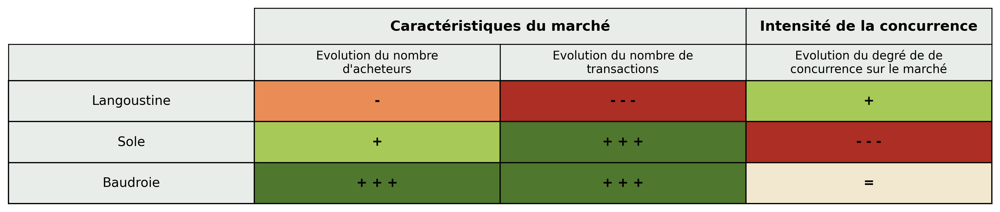 Caractéristiques du marché
Intensité de la concurrence
Evolution du nombre
d'acheteurs
Evolution du nombre de
transactions
Evolution du degré de de
concurrence sur le marché
Langoustine
-
- - -
+
Sole
+
+ + +
- - -
Baudroie
+ + +
+ + +
=